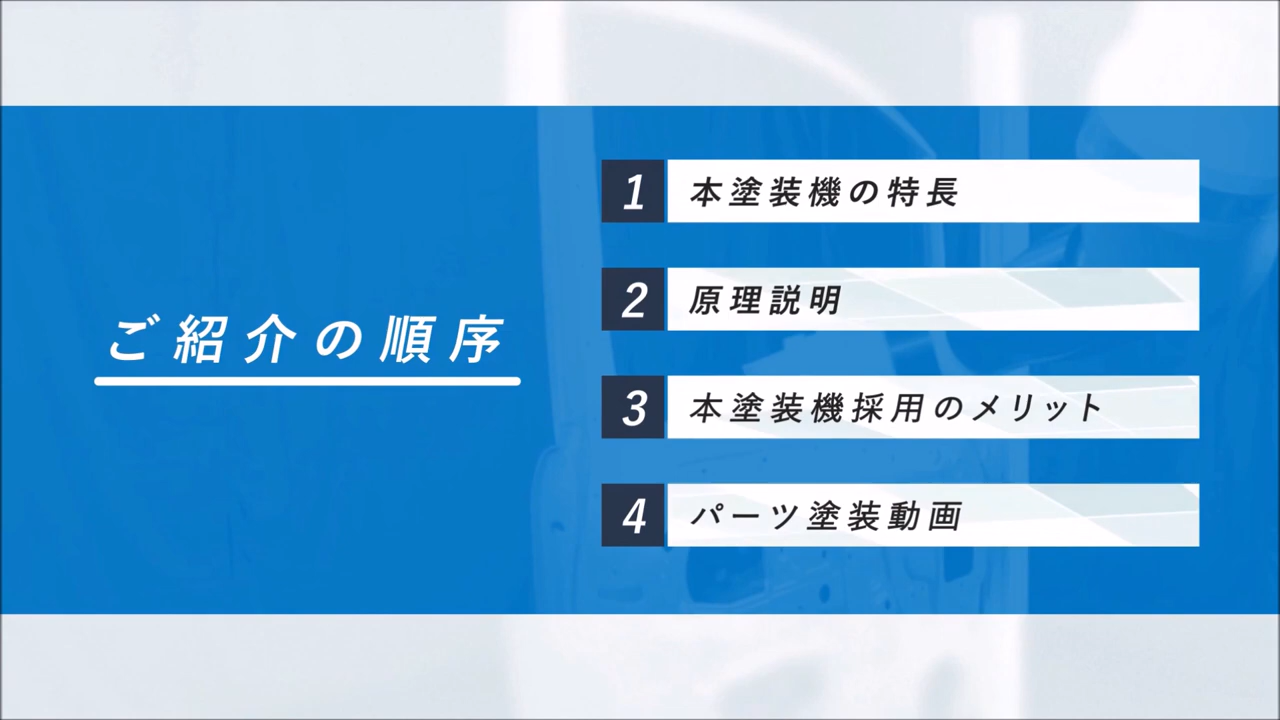 ご紹介の順序
1 本塗装機の特長
2 原理説明
3 本塗装機採用のメリット
4 パーツ塗装動画